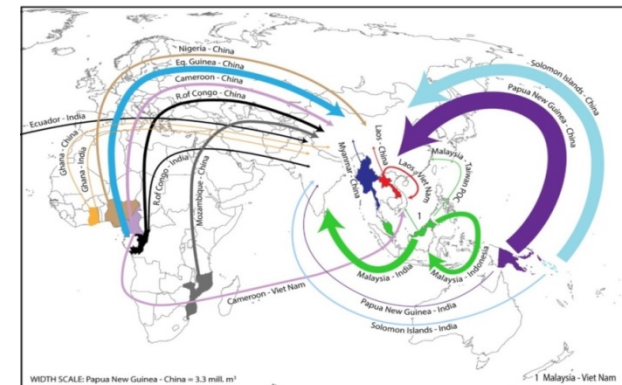 Nigeria - China
Eq. Guinea - China
Cameroon - China
R.of Congo - China
Ecuador - India
Ghana - China
Ghana - India
R.of Congo - India
Mozambique - China
Cameroon - Viet Nam
Myanmar - China
Laos - China
Laos - Viet Nam
Malaysia - Taiwan POC
1
Malaysia - India
Malaysia - Indonesia
Papua New Guinea - India
Solomon Islands - India
Solomon Islands - China
Papua New Guinea - China
WIDTH SCALE: Papua New Guinea - China = 3.3 mill. m³
1 Malaysia - Viet Nam